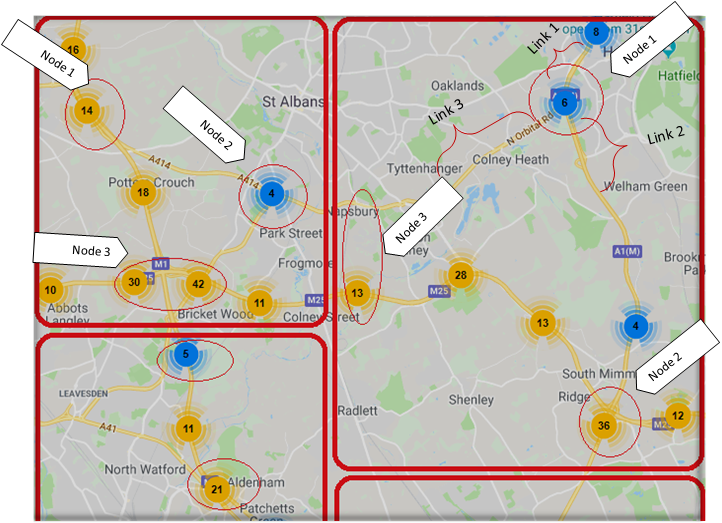 16
Node 1
14
St Albans
Node 2
A414
Potters Crouch
18
A414
4
Park Street
Node 3
M1
Frogmore
30
42
10
Abbots
Langley
Bricket Wood
11
M25
Colney Street
5
LEAVESDEN
A41
11
North Watford
21
Aldenham
Patchetts
Green
8
Link 1
Node 1
Hatfield
Oaklands
6
Link 3
N Orbital Rd
Link 2
Colney Heath
Tyttenhanger
Welham Green
Napsbury
Node 3
A1(M)
28
13
M25
13
4
South Mimms
Node 2
Ridge
Shenley
Radlett
36
12
M25